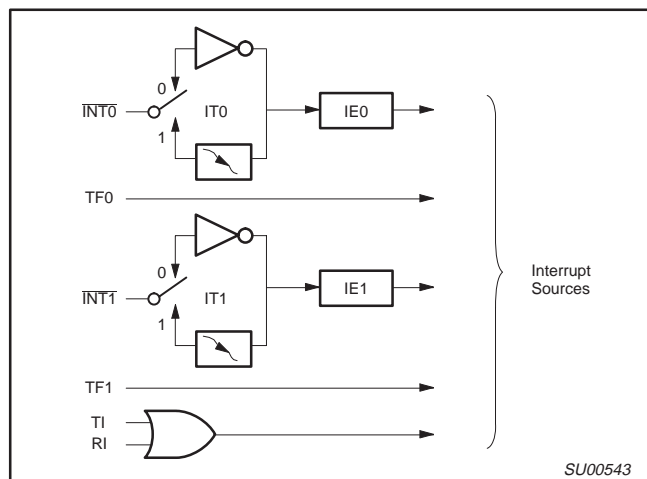 0
INT0
IT0
IE0
1
TF0
0
INT1
IT1
IE1
1
Interrupt
Sources
TF1
TI
RI
SU00543